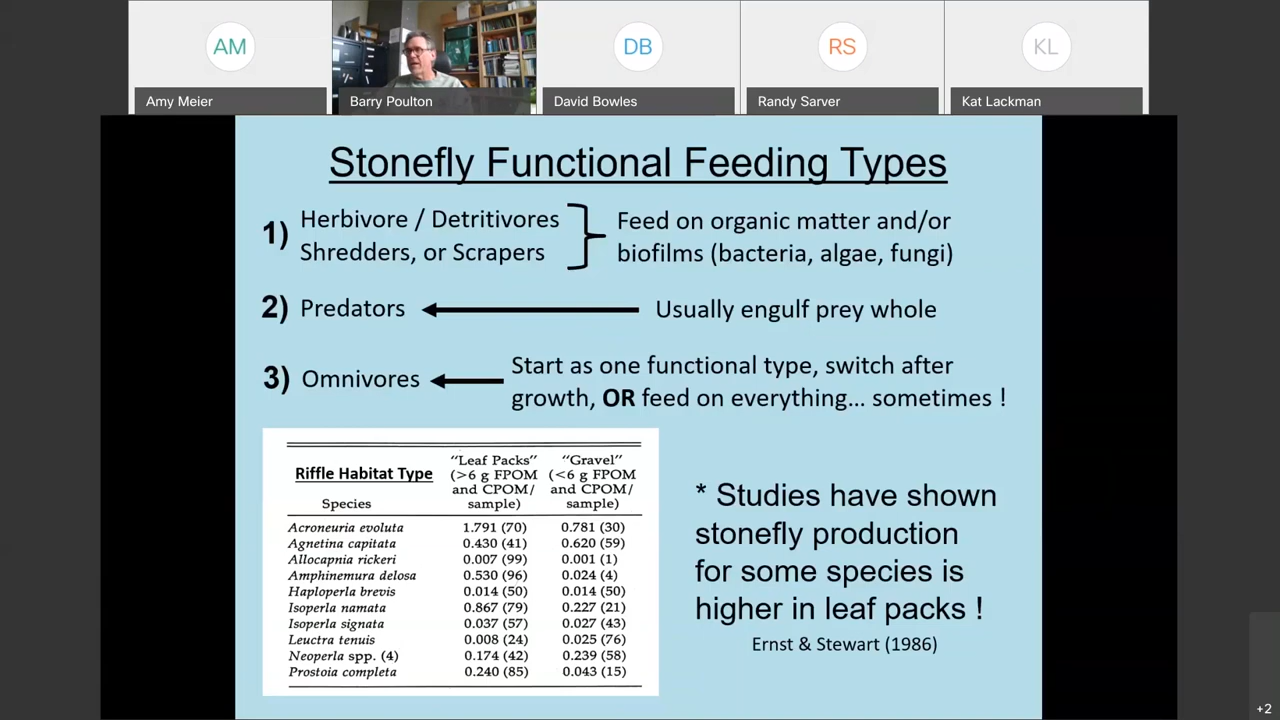 AM
DB
RS
KL
Amy Meier
Barry Poulton
David Bowles
Randy Sarver
Kat Lackman
Stonefly Functional Feeding Types
1) Herbivore / Detritivores
Shredders, or Scrapers
Feed on organic matter and/or
biofilms (bacteria, algae, fungi)
2) Predators
Usually engulf prey whole
3) Omnivores
Start as one functional type, switch after
growth, OR feed on everything... sometimes !
Riffle Habitat Type
Species
"Leaf Packs"
(>6 g FPOM
and CPOM/
sample)
"Gravel"
(<6 g FPOM
and CPOM/
sample)
Acroneuria evoluta 1.791 (70) 0.781 (30)
Agnetina capitata 0.430 (41) 0.620 (59)
Allocapnia rickeri 0.007 (99) 0.001 (1)
Amphinemura delosa 0.530 (96) 0.024 (4)
Haploperla brevis 0.014 (50) 0.014 (50)
Isoperla namata 0.867 (79) 0.227 (21)
Isoperla signata 0.037 (57) 0.027 (43)
Leuctra tenuis 0.008 (24) 0.025 (76)
Neoperla spp. (4) 0.174 (42) 0.239 (58)
Prostoia completa 0.240 (85) 0.043 (15)
* Studies have shown
stonefly production
for some species is
higher in leaf packs !
Ernst & Stewart (1986)
+2